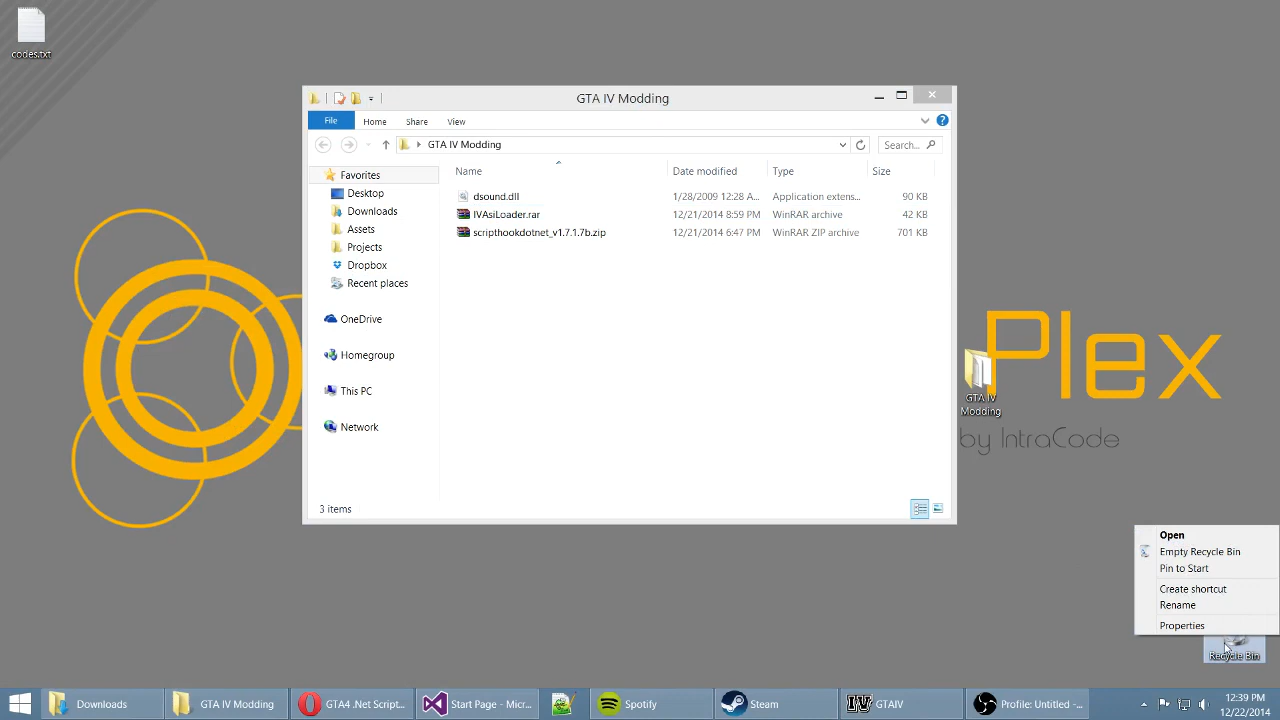 codes.txt
GTA IV Modding
File
Home
Share
View
GTA IV Modding
Search...
Name
Date modified
Type
Size
Favorites
Desktop
Downloads
Assets
Projects
Dropbox
Recent places
OneDrive
Homegroup
This PC
Network
dsound.dll
1/28/2009 12:28 A...
Application extens...
90 KB
IVAsiLoader.rar
12/21/2014 8:59 PM
WinRAR archive
42 KB
scripthookdotnet_v1.7.1.7b.zip
12/21/2014 6:47 PM
WinRAR ZIP archive
701 KB
3 items
Plex
by IntraCode
GTA IV
Modding
Open
Empty Recycle Bin
Pin to Start
Create shortcut
Rename
Properties
Recycle Bin
Downloads
GTA IV Modding
GTA4 .Net Script...
Start Page - Micr...
Spotify
Steam
IV
GTAIV
Profile: Untitled - ...
12:39 PM
12/22/2014